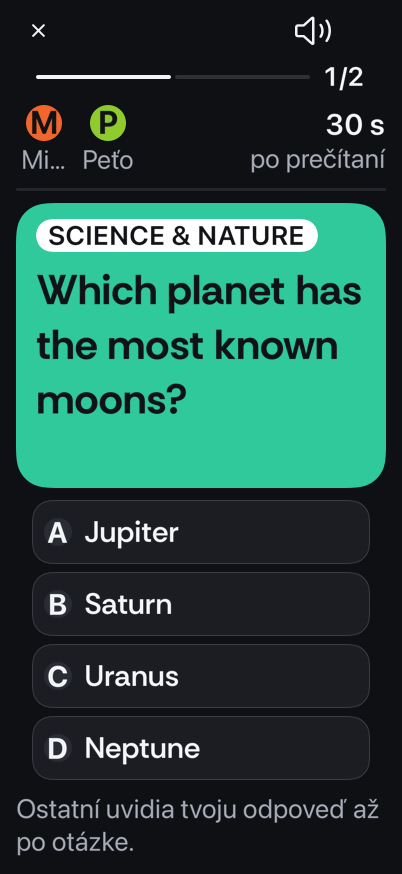 1/2
M P
Mi... Peťo
30 s
po prečítaní
SCIENCE & NATURE
Which planet has
the most known
moons?
A Jupiter
B Saturn
C Uranus
D Neptune
Ostatní uvidia tvoju odpoveď až
po otázke.